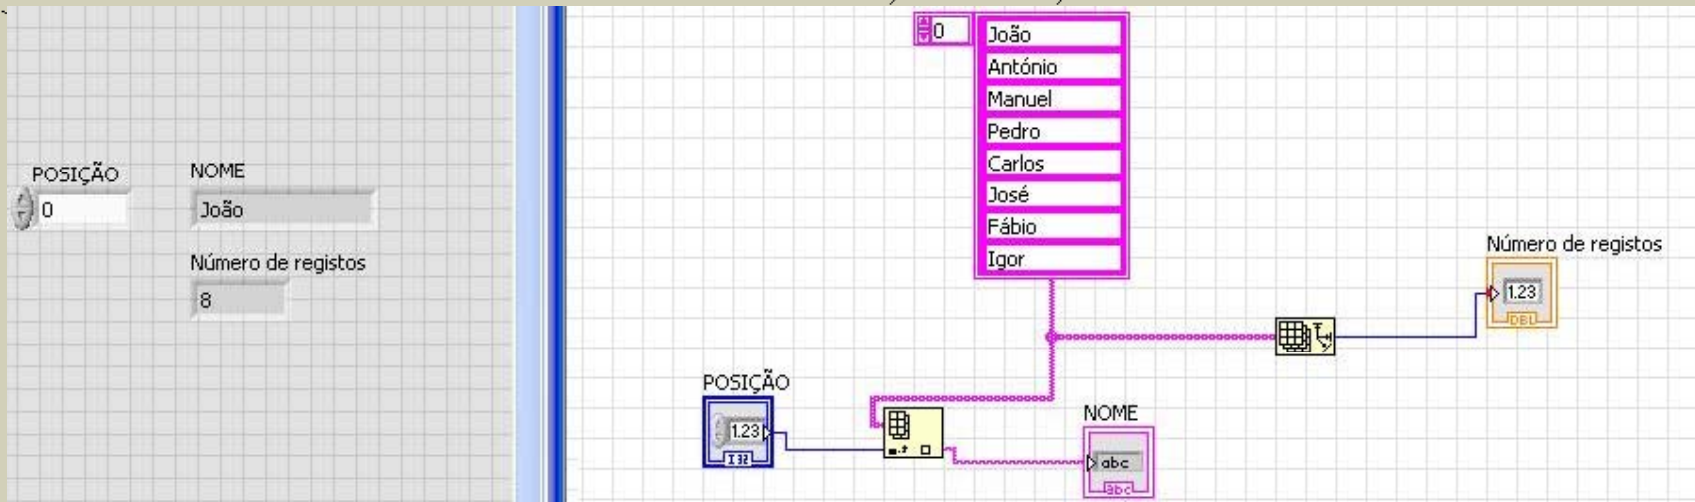 POSIÇÃO
0
NOME
João
Número de registos
8
0
João
António
Manuel
Pedro
Carlos
José
Fábio
Igor
Número de registos
1.23
DBL
POSIÇÃO
1.23
I32
NOME
abc
abc